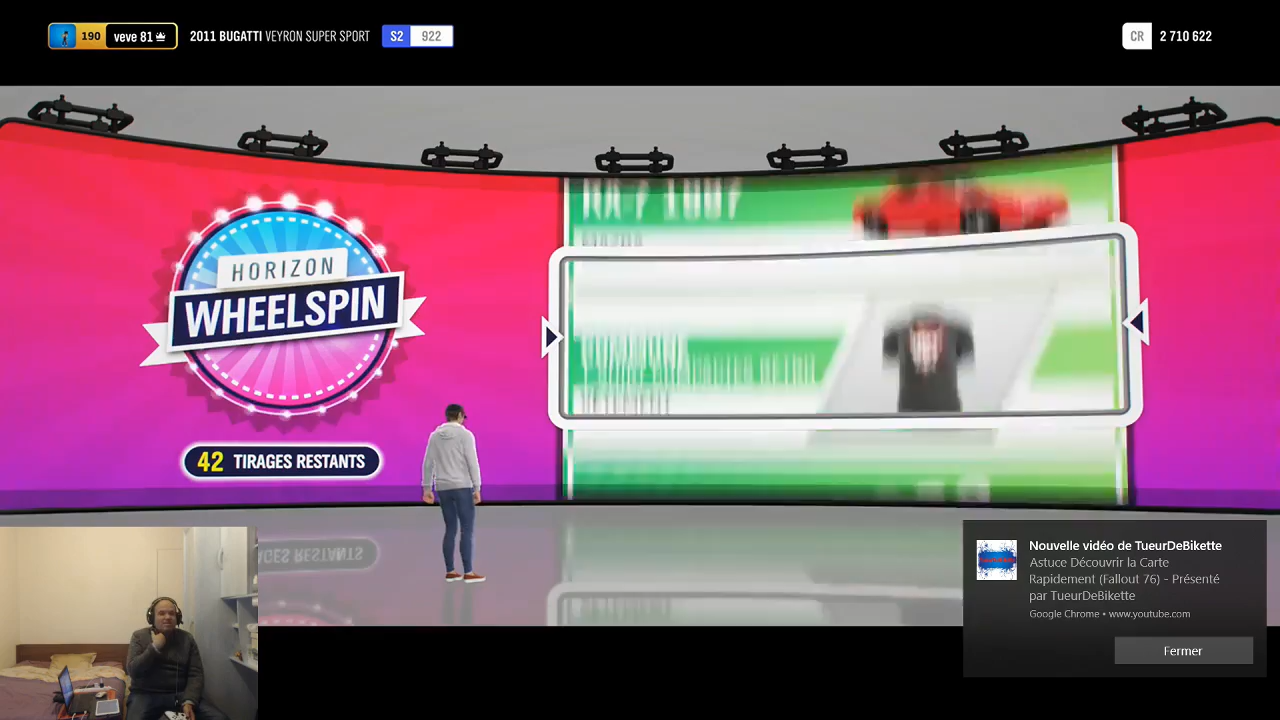 190 veve 81 2011 BUGATTI VEYRON SUPER SPORT S2 922 CR 2 710 622
HORIZON
WHEELSPIN
42 TIRAGES RESTANTS
Nouvelle vidéo de TueurDeBikette
Astuce Découvrir la Carte
Rapidement (Fallout 76) - Présenté
par TueurDeBikette
Google Chrome • www.youtube.com
Fermer